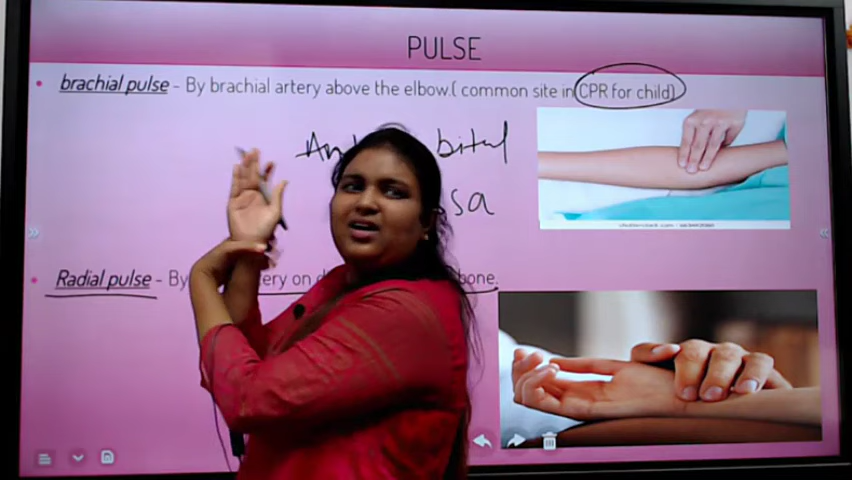 PULSE
• brachial pulse - By brachial artery above the elbow.( common site in CPR for child)
bital
sa
• Radial pulse - By ery on bone.